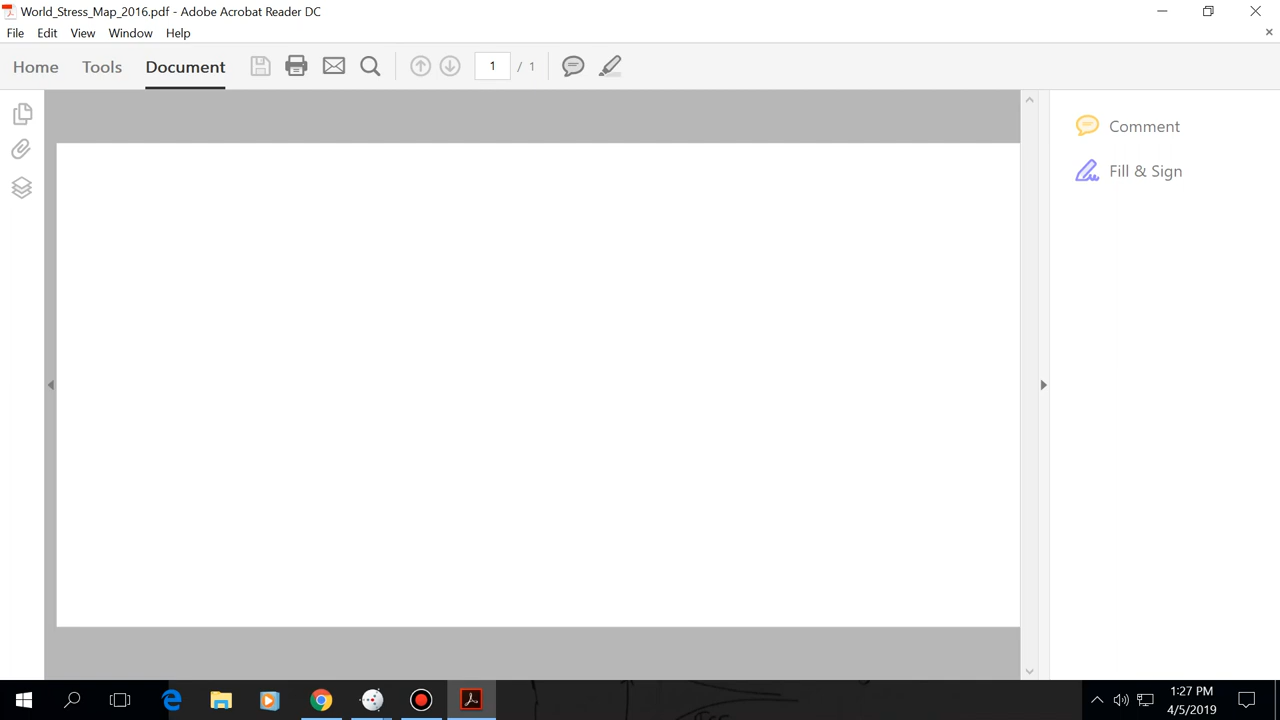 World_Stress_Map_2016.pdf - Adobe Acrobat Reader DC
File Edit View Window Help
Home Tools Document 1 / 1
Comment
Fill & Sign
1:27 PM
4/5/2019